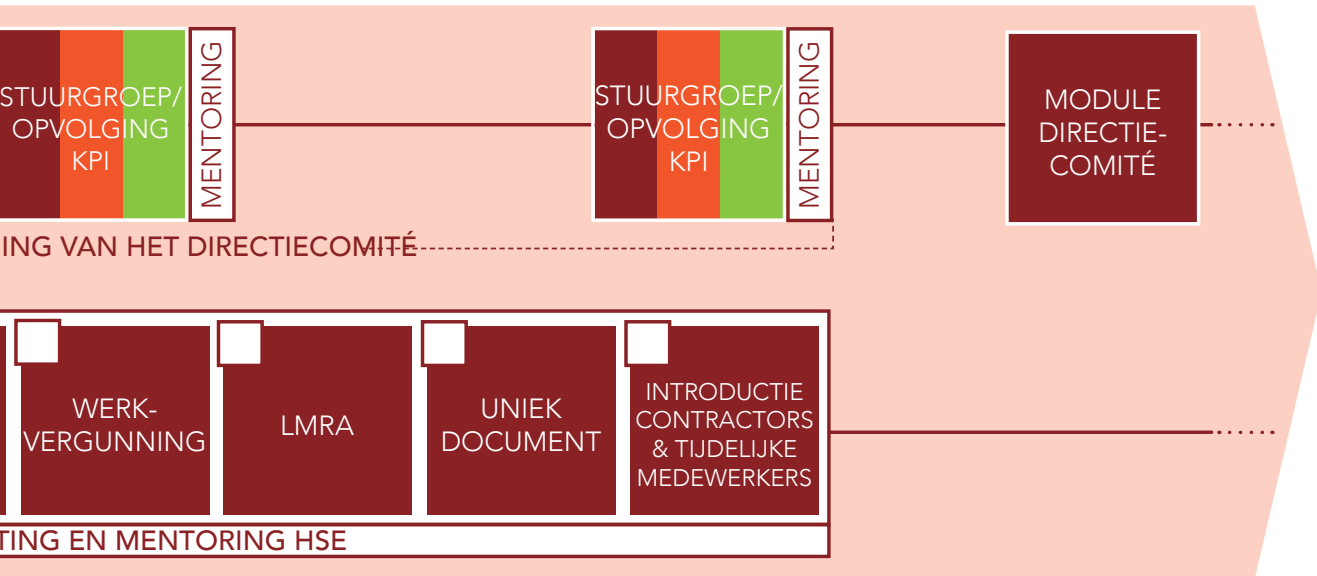 STUURGROEP/
OPVOLGING
KPI
MENTORING
STUURGROEP/
OPVOLGING
KPI
MENTORING
MODULE
DIRECTIE-
COMITÉ
ING VAN HET DIRECTIECOMITÉ
WERK-
VERGUNNING
LMRA
UNIEK
DOCUMENT
INTRODUCTIE
CONTRACTORS
& TIJDELIJKE
MEDEWERKERS
TING EN MENTORING HSE